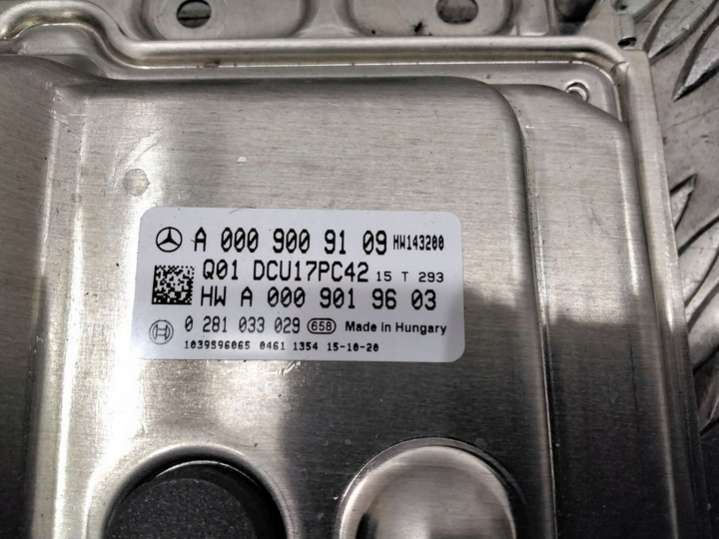 A 000 900 91 09 HW143200
Q01 DCU17PC42 15 T 293
HW A 000 901 96 03
0 281 033 029 658 Made in Hungary
1039S96065 0461 1354 15-10-20